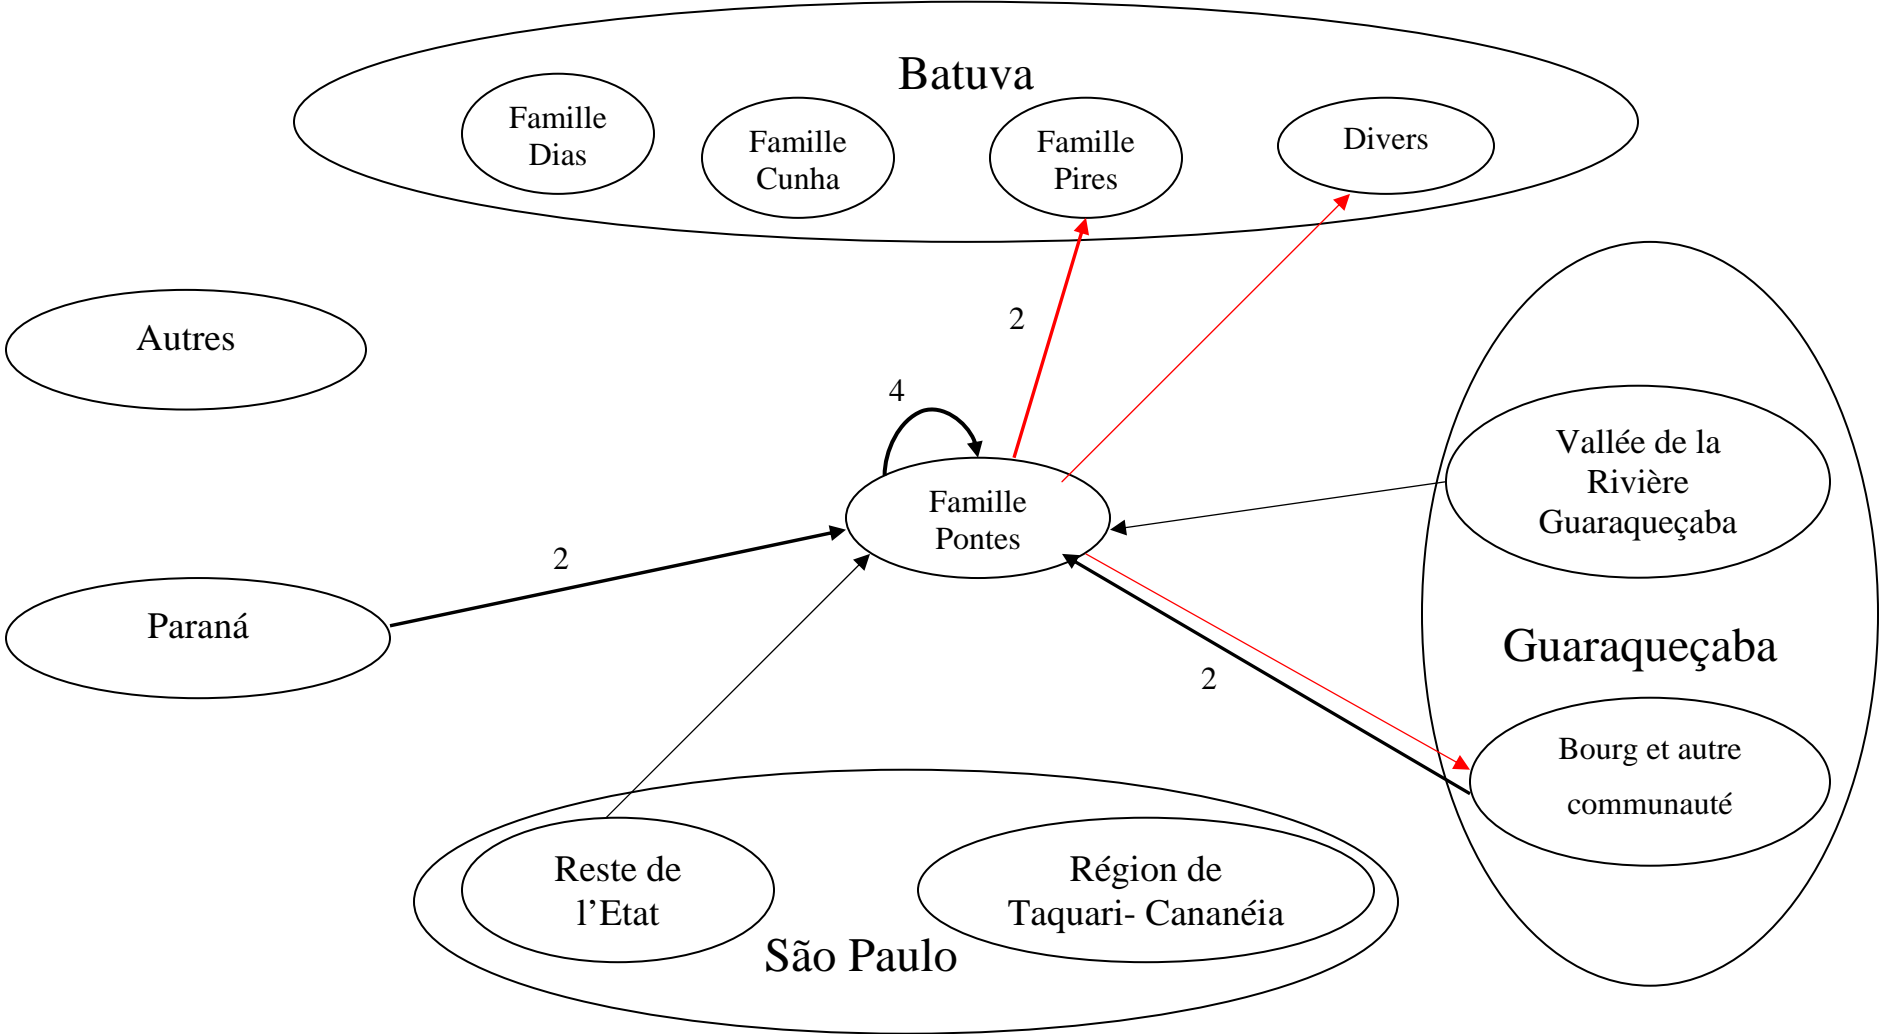 Batuva
Famille
Dias
Famille
Cunha
Famille
Pires
Divers
Autres
2
4
Famille
Pontes
Vallée de la
Rivière
Guaraqueçaba
2
Paraná
Guaraqueçaba
2
Bourg et autre
communauté
Reste de
l’Etat
Région de
Taquari- Cananéia
São Paulo